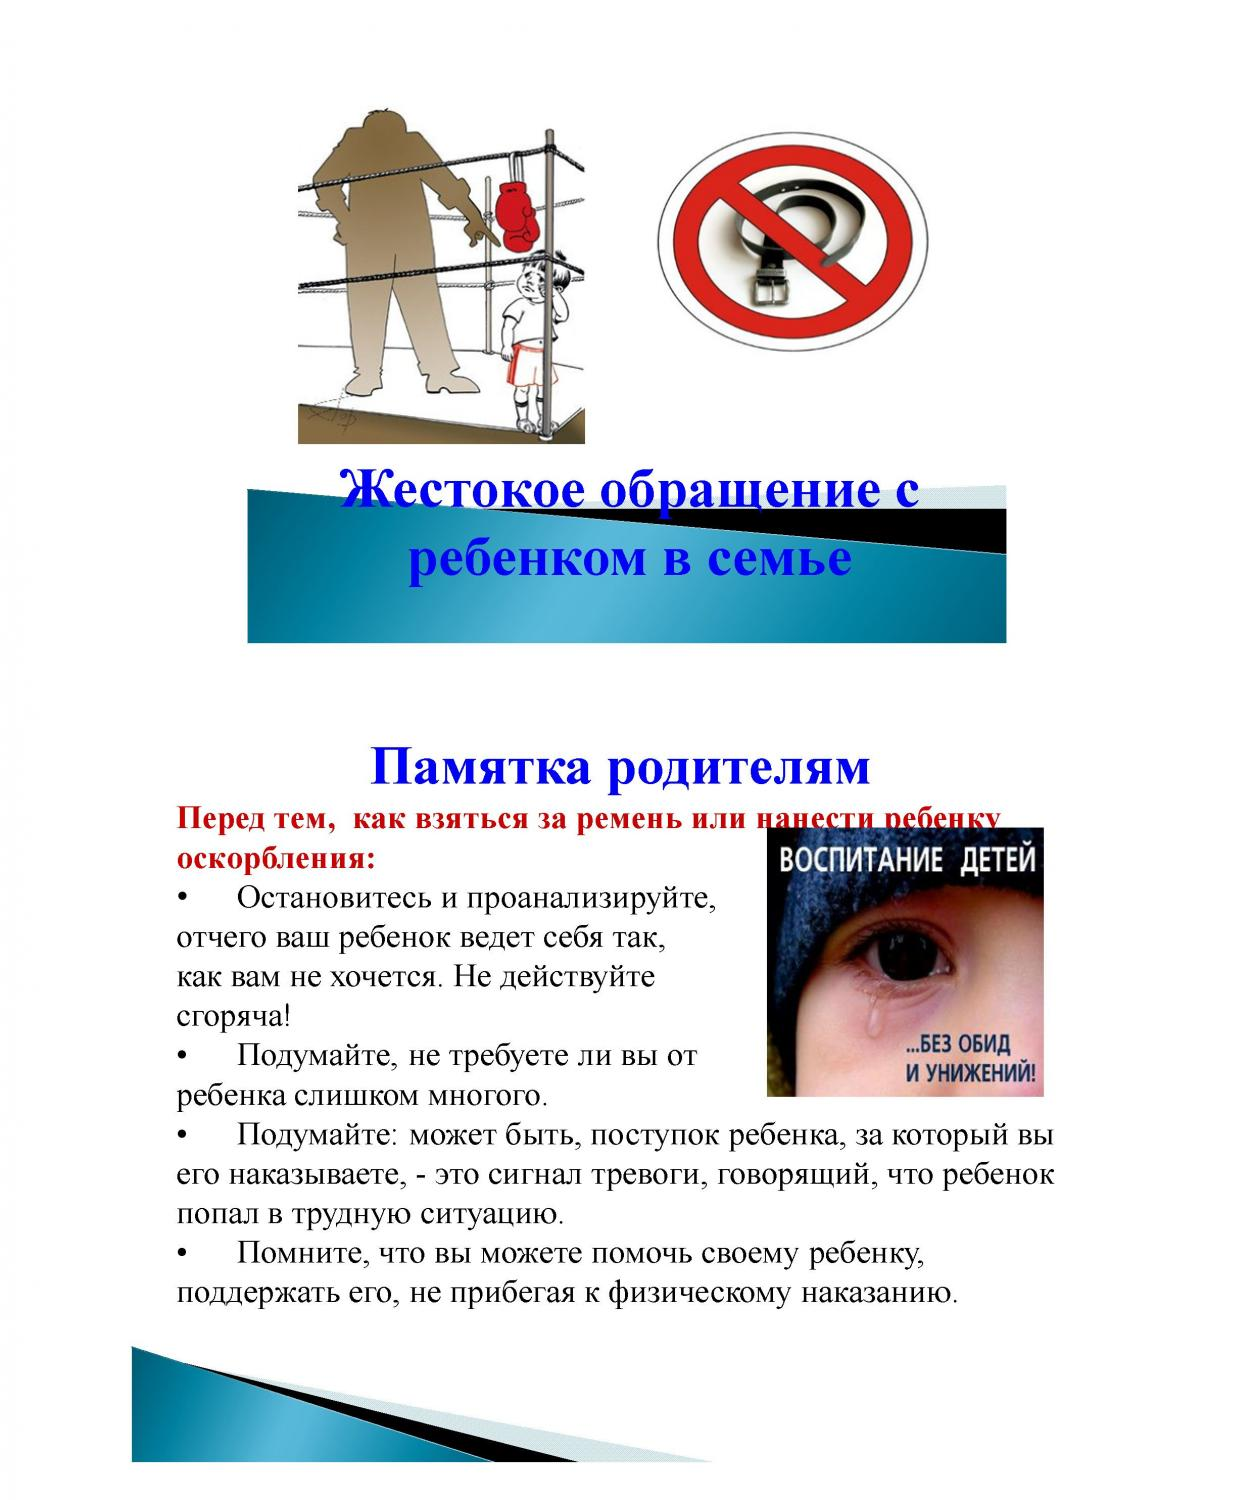 Жестокое обращение с
ребенком в семье
Памятка родителям
Перед тем, как взяться за ремень или нанести ребенку
оскорбления:
• Остановитесь и проанализируйте,
отчего ваш ребенок ведет себя так,
как вам не хочется. Не действуйте
сгоряча!
• Подумайте, не требуете ли вы от
ребенка слишком многого.
• Подумайте: может быть, поступок ребенка, за который вы
его наказываете, - это сигнал тревоги, говорящий, что ребенок
попал в трудную ситуацию.
• Помните, что вы можете помочь своему ребенку,
поддержать его, не прибегая к физическому наказанию.
ВОСПИТАНИЕ ДЕТЕЙ
...БЕЗ ОБИД
И УНИЖЕНИЙ!